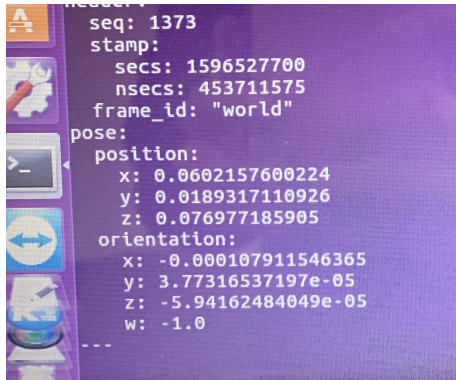 header:
seq: 1373
stamp:
secs: 1596527700
nsecs: 453711575
frame_id: "world"
pose:
position:
x: 0.0602157600224
y: 0.0189317110926
z: 0.076977185905
orientation:
x: -0.000107911546365
y: 3.77316537197e-05
z: -5.94162484049e-05
w: -1.0
---
A
>_